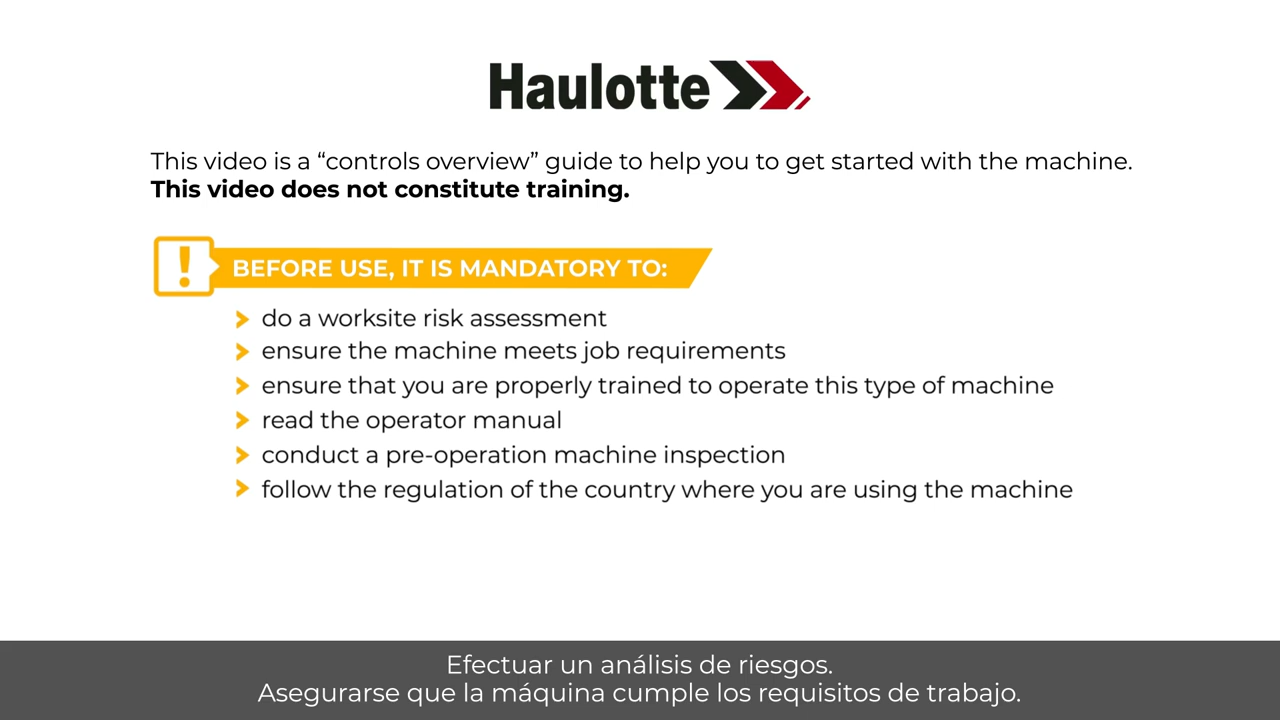 Haulotte
This video is a “controls overview” guide to help you to get started with the machine.
This video does not constitute training.
! BEFORE USE, IT IS MANDATORY TO:
do a worksite risk assessment
ensure the machine meets job requirements
ensure that you are properly trained to operate this type of machine
read the operator manual
conduct a pre-operation machine inspection
follow the regulation of the country where you are using the machine
Efectuar un análisis de riesgos.
Asegurarse que la máquina cumple los requisitos de trabajo.